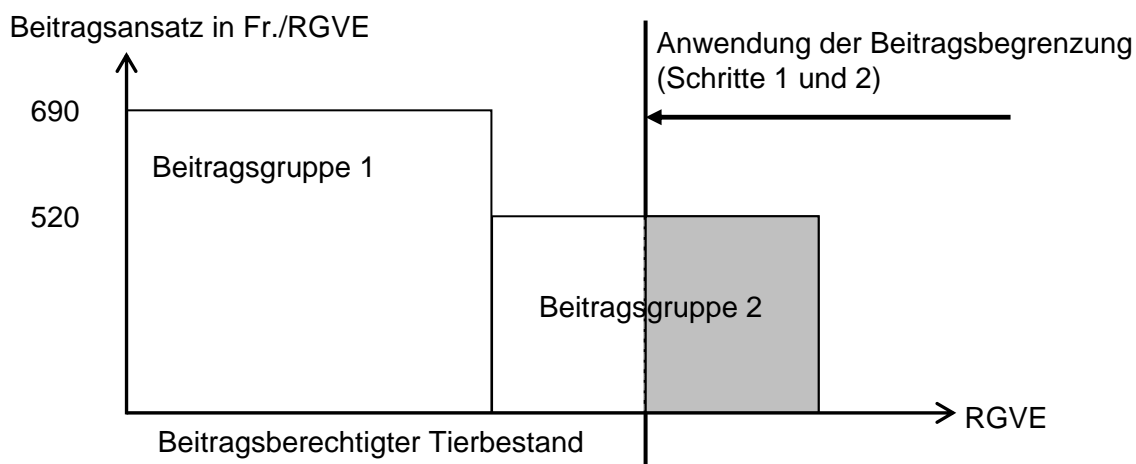 Beitragsansatz in Fr./RGVE
Anwendung der Beitragsbegrenzung
(Schritte 1 und 2)
690
Beitragsgruppe 1
520
Beitragsgruppe 2
RGVE
Beitragsberechtigter Tierbestand